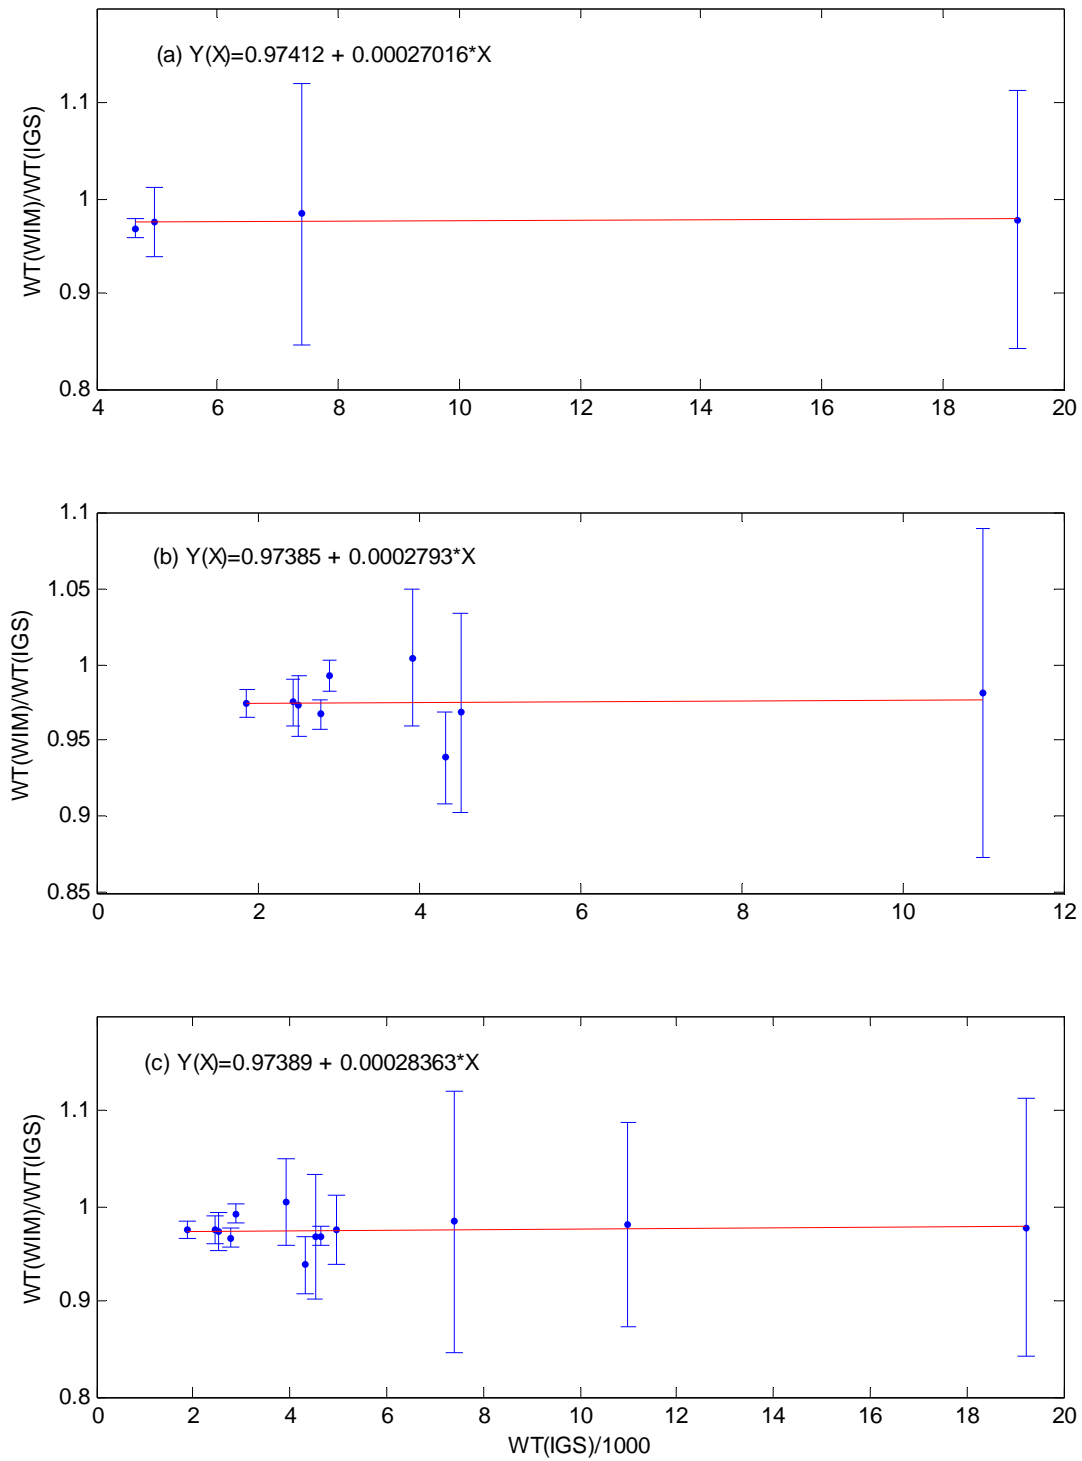 (a) Y(X)=0.97412 + 0.00027016*X
WT(WIM)/WT(IGS)
1.1
1
0.9
0.8
4 6 8 10 12 14 16 18 20
(b) Y(X)=0.97385 + 0.0002793*X
WT(WIM)/WT(IGS)
1.1
1.05
1
0.95
0.9
0.85
0 2 4 6 8 10 12
(c) Y(X)=0.97389 + 0.00028363*X
WT(WIM)/WT(IGS)
1.1
1
0.9
0.8
0 2 4 6 8 10 12 14 16 18 20
WT(IGS)/1000